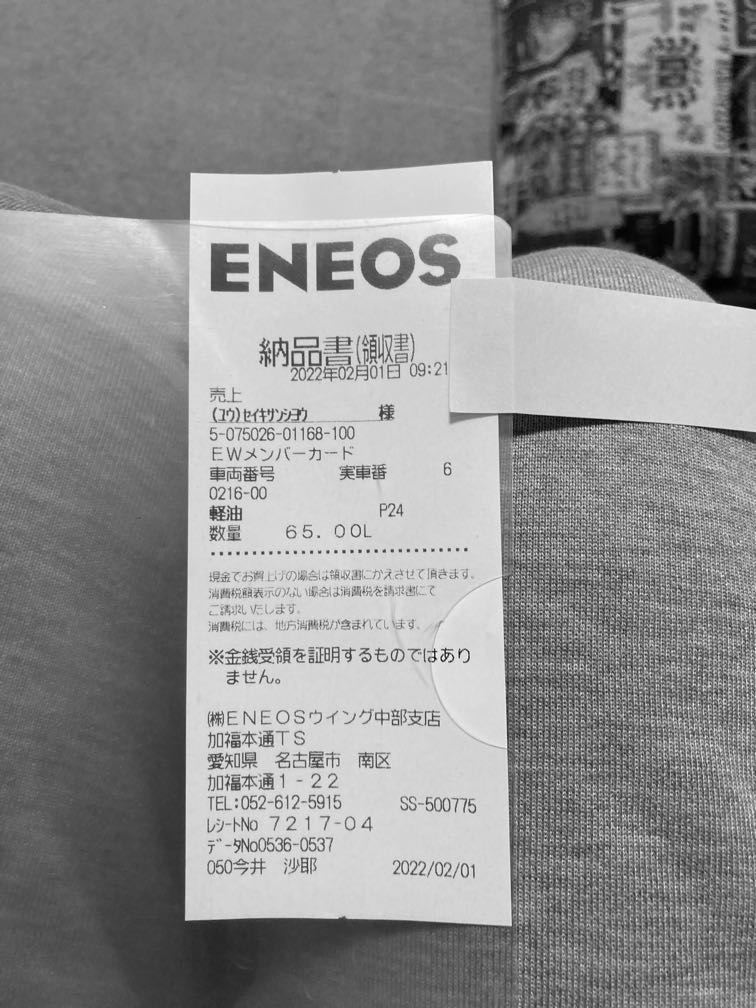 ENEOS
納品書(領収書)
2022年02月01日 09:21
売上
(ユウ)セイキサンシヨウ 様
5-075026-01168-100
EWメンバーカード
車両番号 実車番 6
0216-00
軽油 P24
数量 65.00L
現金でお買上げの場合は領収書にかえさせて頂きます。
消費税額表示のない場合は消費税を請求書にて
ご請求いたします。
消費税には、地方消費税が含まれています。
※金銭受領を証明するものではあり
ません。
㈱ENEOSウイング中部支店
加福本通TS
愛知県 名古屋市 南区
加福本通1-22
TEL:052-612-5915 SS-500775
レシートNo 7217-04
データNo0536-0537
050今井 沙耶 2022/02/01